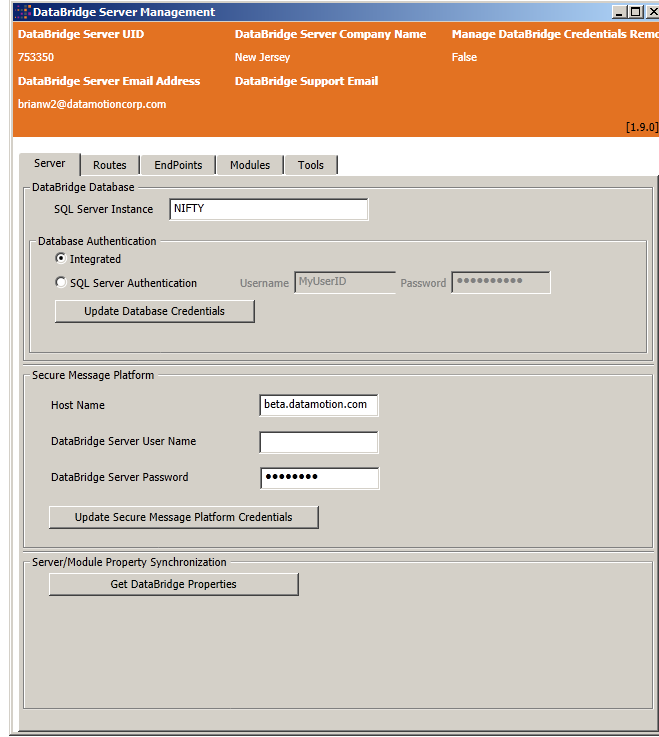 DataBridge Server Management
DataBridge Server UID DataBridge Server Company Name Manage DataBridge Credentials Remo
753350 New Jersey False
DataBridge Server Email Address DataBridge Support Email
brianw2@datamotioncorp.com
[1.9.0]
Server Routes EndPoints Modules Tools
DataBridge Database
SQL Server Instance NIFTY
Database Authentication
Integrated
SQL Server Authentication Username MyUserID Password ●●●●●●●●●●
Update Database Credentials
Secure Message Platform
Host Name beta.datamotion.com
DataBridge Server User Name
DataBridge Server Password ●●●●●●●●
Update Secure Message Platform Credentials
Server/Module Property Synchronization
Get DataBridge Properties